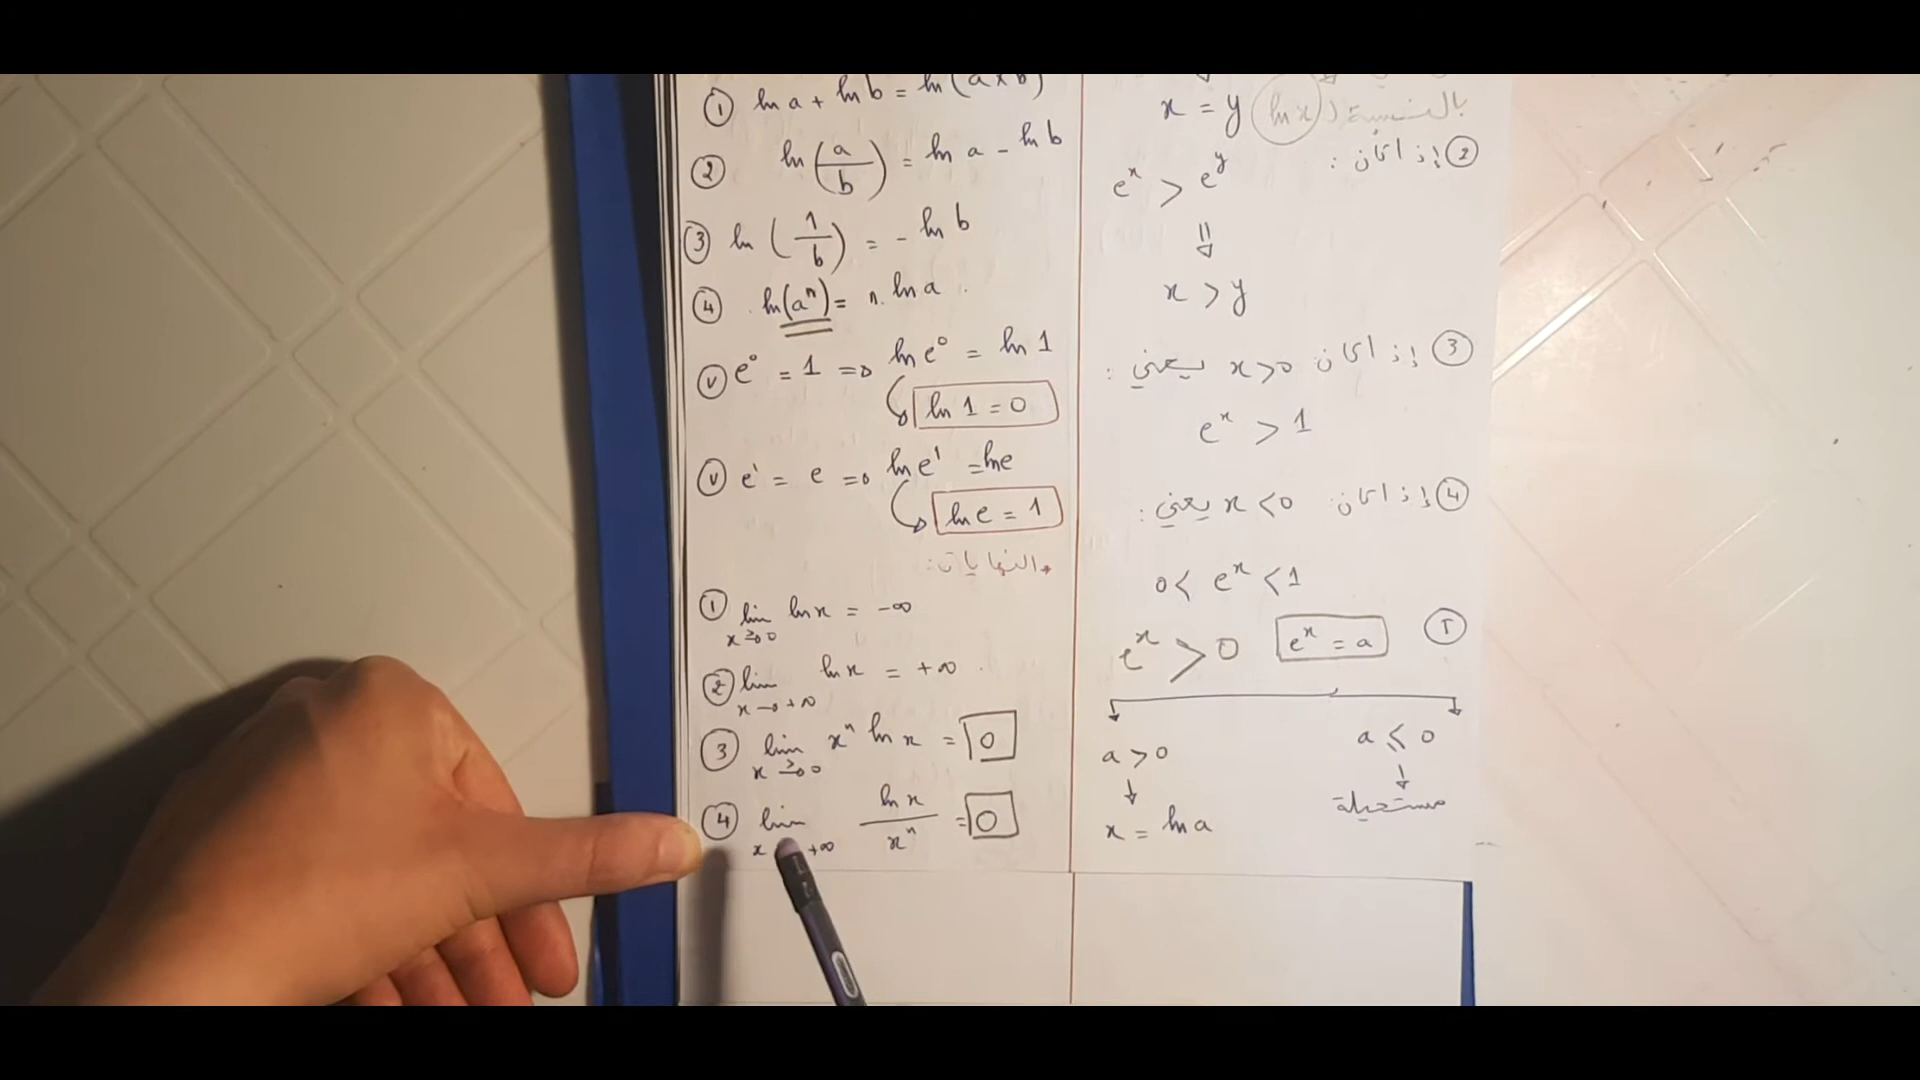 ① ln a + ln b = ln(a × b)
② ln(a/b) = ln a - ln b
③ ln(1/b) = - ln b
④ ln(aⁿ) = n. ln a
√ e⁰ = 1 ⇒ ln e⁰ = ln 1
ln 1 = 0
√ e¹ = e ⇒ ln e¹ = ln e
ln e = 1
النهايات:
① lim x→>0 ln x = -∞
② lim x→+∞ ln x = +∞
③ lim x→>0 xⁿ ln x = 0
④ lim x +∞ ln x / xⁿ = 0
x = y
بالنسبة لـ (ln x)
② إذا كان:
eˣ > eʸ
⇓
x > y
③ إذا كان x>0 يعني:
eˣ > 1
④ إذا كان x<0 يعني:
0 < eˣ < 1
eˣ > 0 eˣ = a
a > 0 a ⩽ 0
↓ ↓
x = ln a مستحيلة